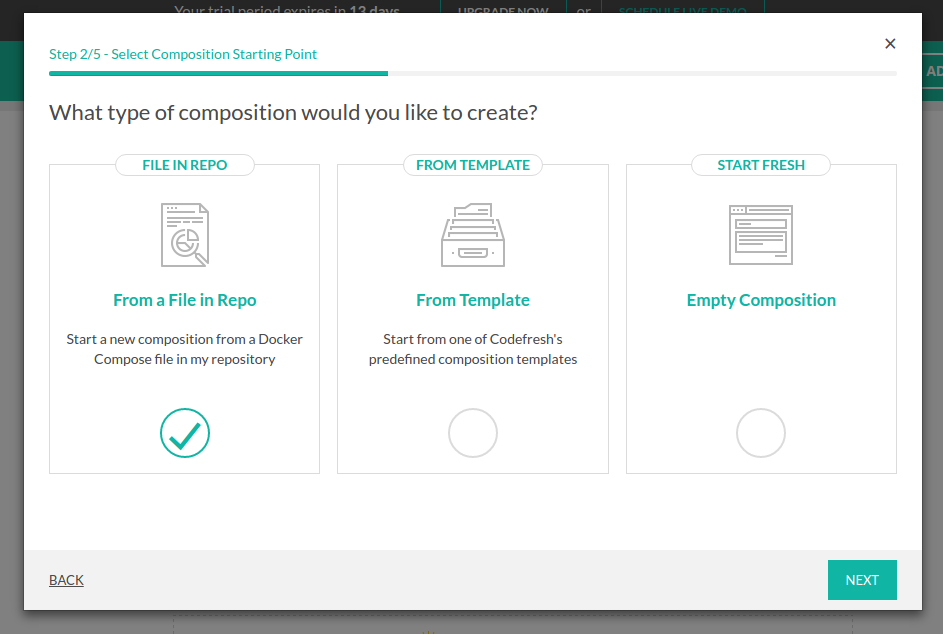 Your trial period expires in 13 days
UPGRADE NOW
or
SCHEDULE LIVE DEMO
Step 2/5 - Select Composition Starting Point
×
AD
What type of composition would you like to create?
FILE IN REPO
From a File in Repo
Start a new composition from a Docker
Compose file in my repository
FROM TEMPLATE
From Template
Start from one of Codefresh's
predefined composition templates
START FRESH
Empty Composition
BACK
NEXT